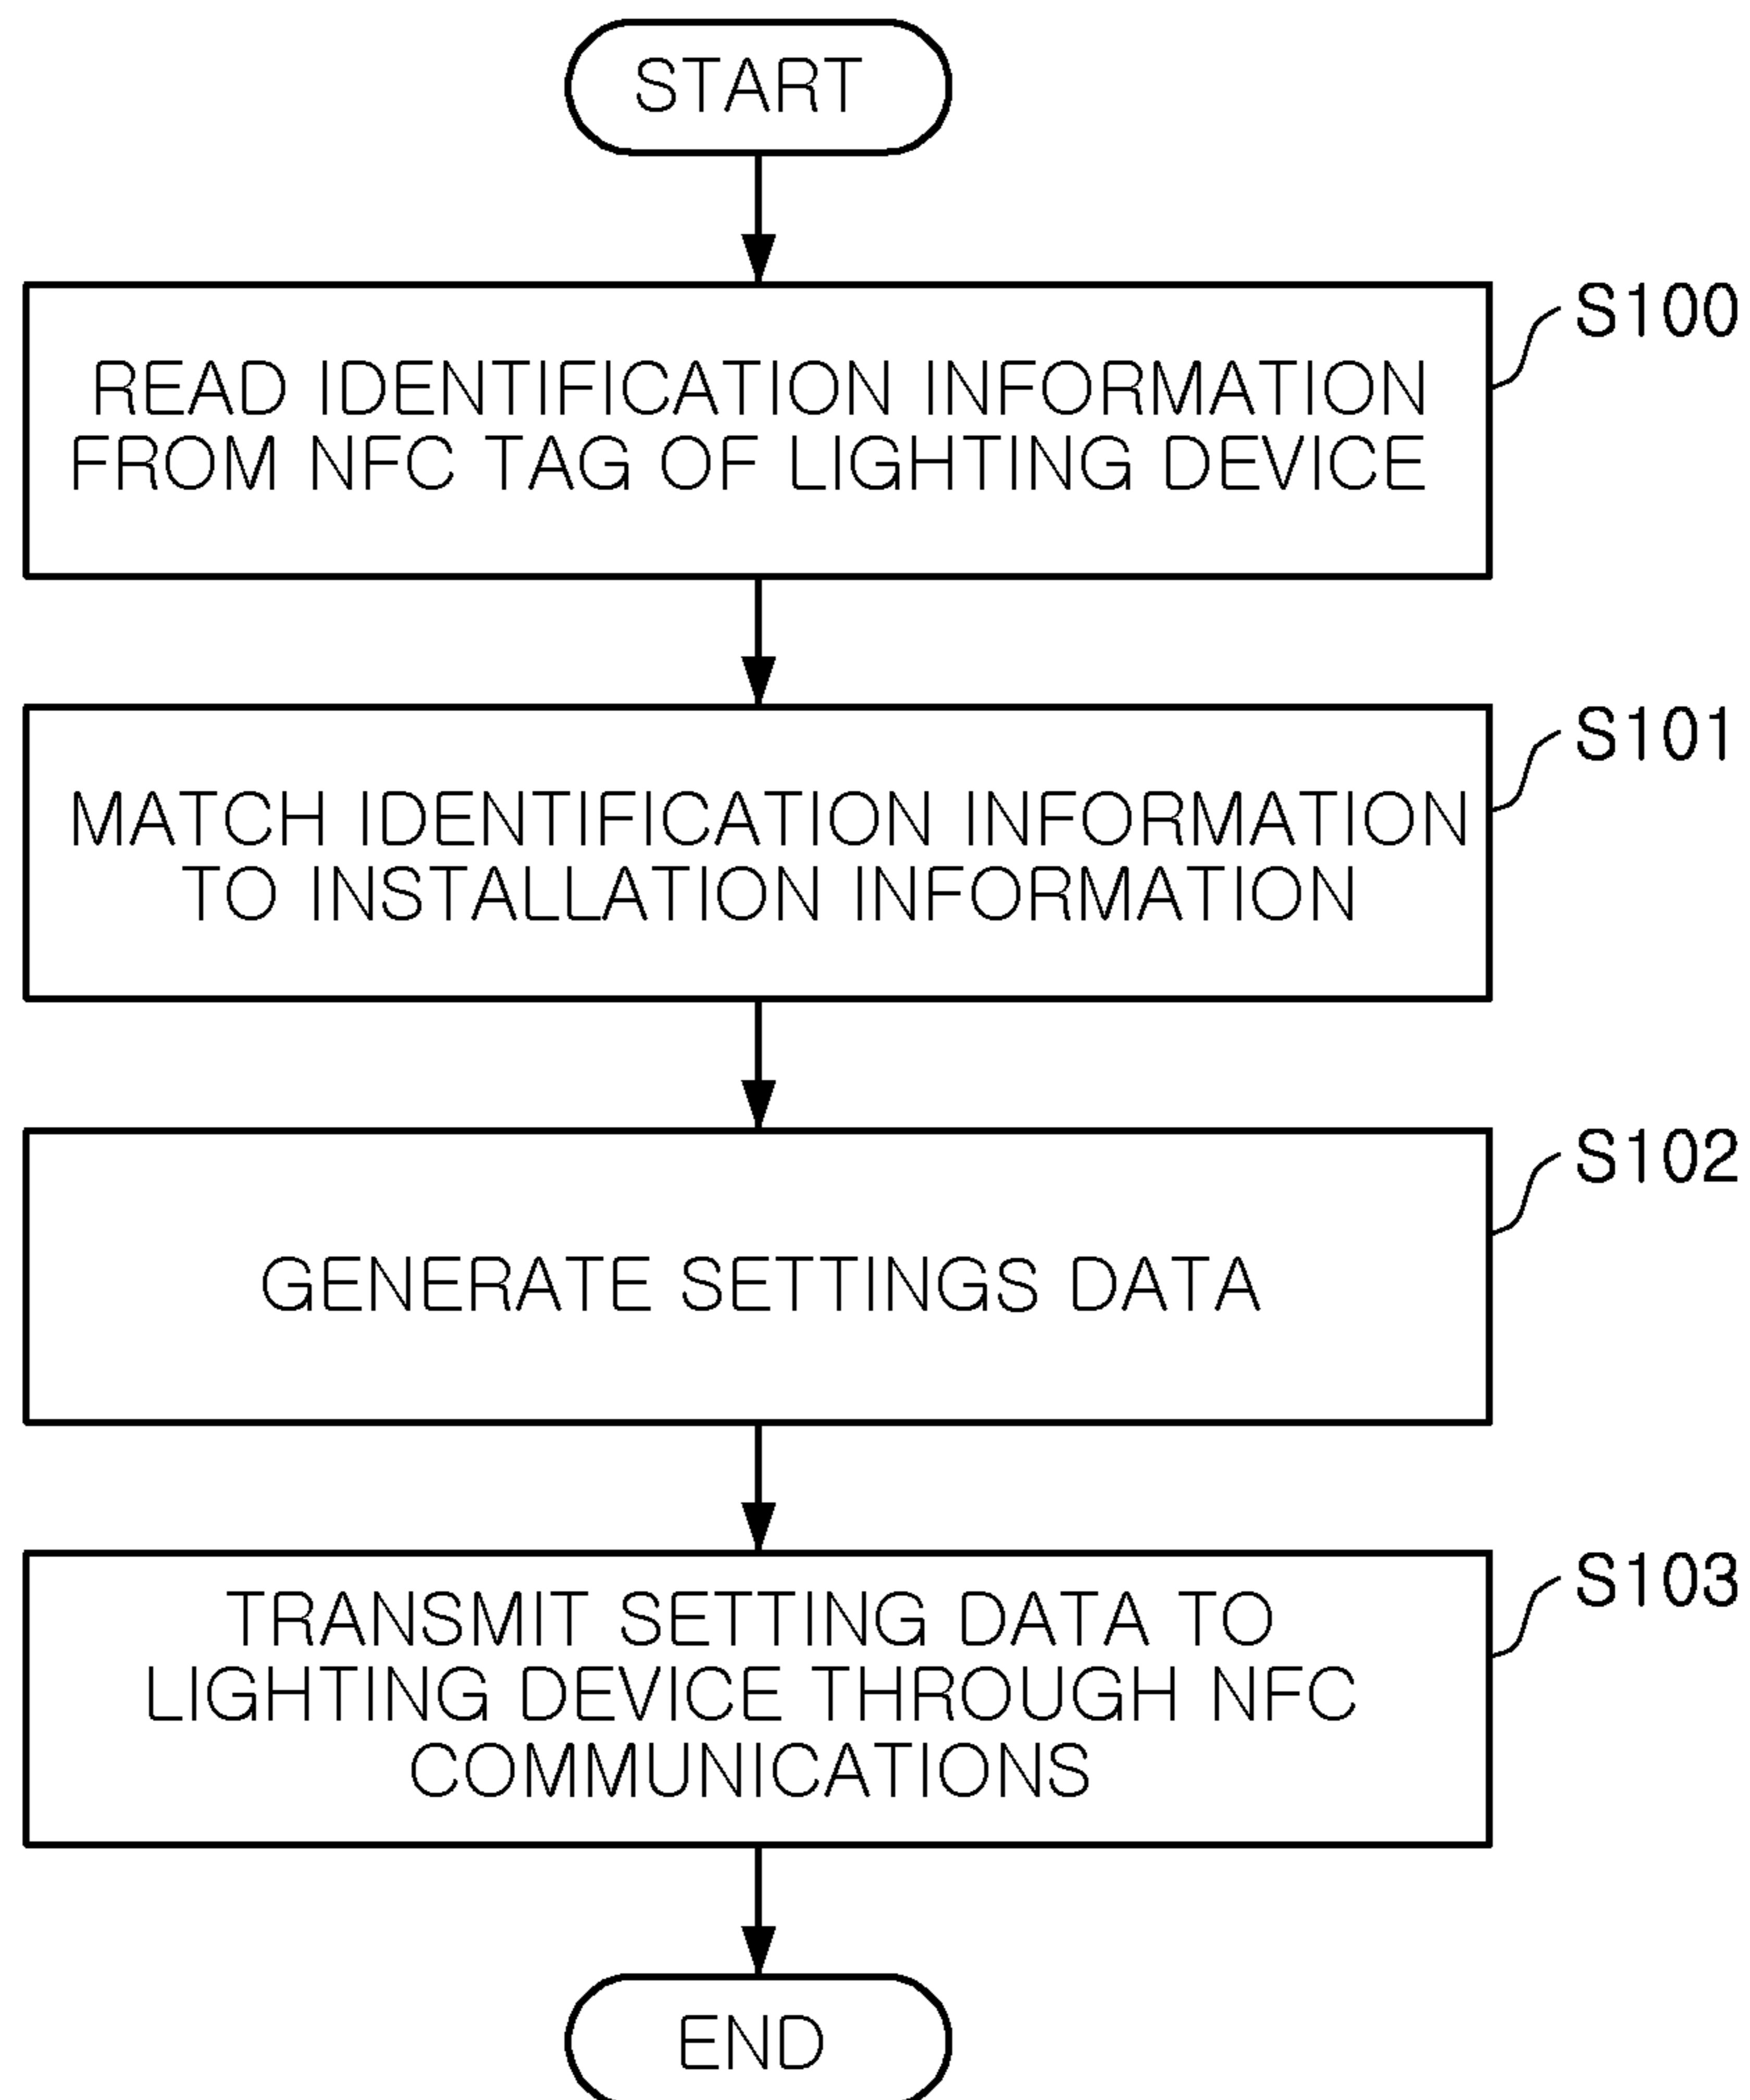 START
S100
READ IDENTIFICATION INFORMATION
FROM NFC TAG OF LIGHTING DEVICE
S101
MATCH IDENTIFICATION INFORMATION
TO INSTALLATION INFORMATION
S102
GENERATE SETTINGS DATA
S103
TRANSMIT SETTING DATA TO
LIGHTING DEVICE THROUGH NFC
COMMUNICATIONS
END